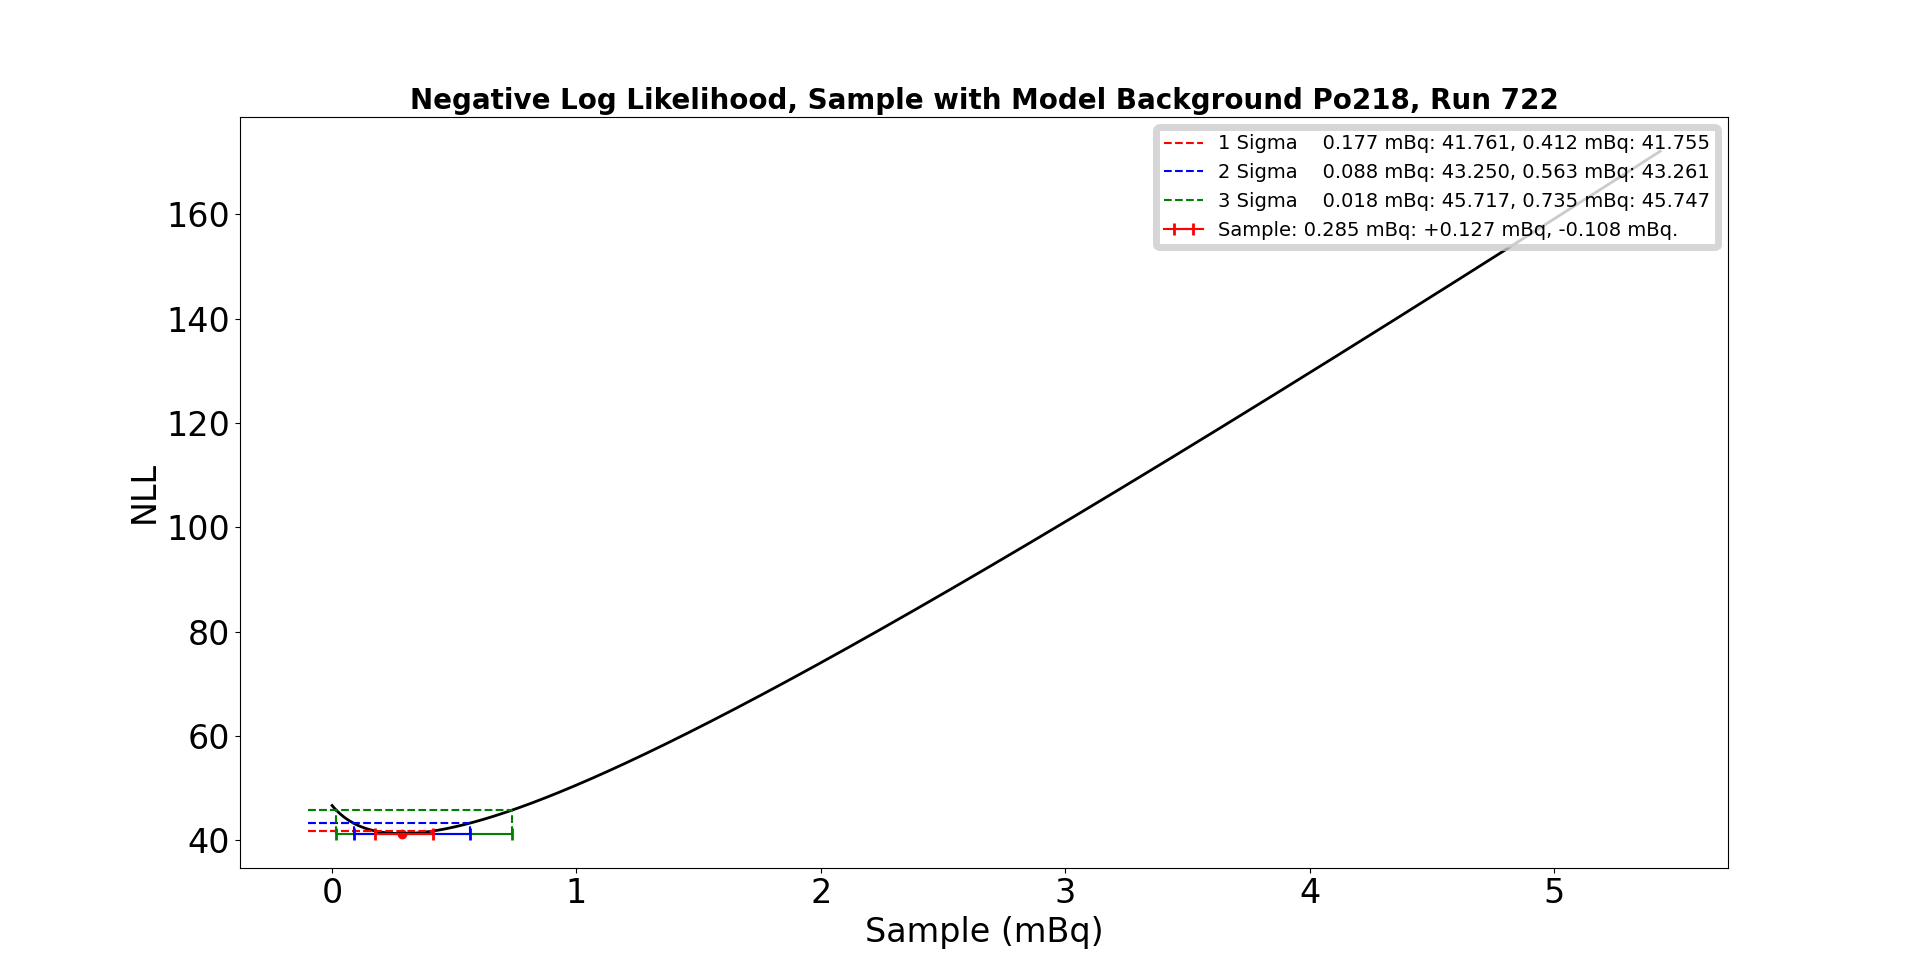 Negative Log Likelihood, Sample with Model Background Po218, Run 722
1 Sigma    0.177 mBq: 41.761, 0.412 mBq: 41.755
2 Sigma    0.088 mBq: 43.250, 0.563 mBq: 43.261
3 Sigma    0.018 mBq: 45.717, 0.735 mBq: 45.747
Sample: 0.285 mBq: +0.127 mBq, -0.108 mBq.
NLL
160
140
120
100
80
60
40
0 1 2 3 4 5
Sample (mBq)